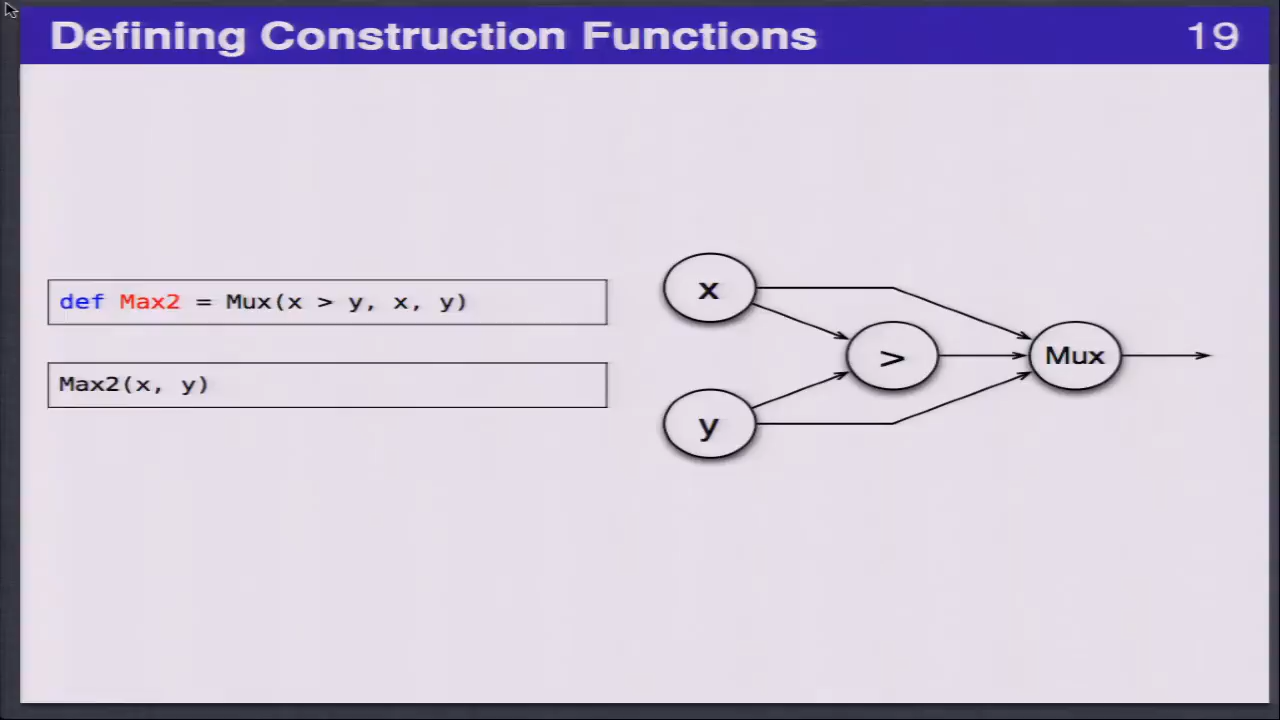 Defining Construction Functions 19
def Max2 = Mux(x > y, x, y)
Max2(x, y)
x
>
Mux
y